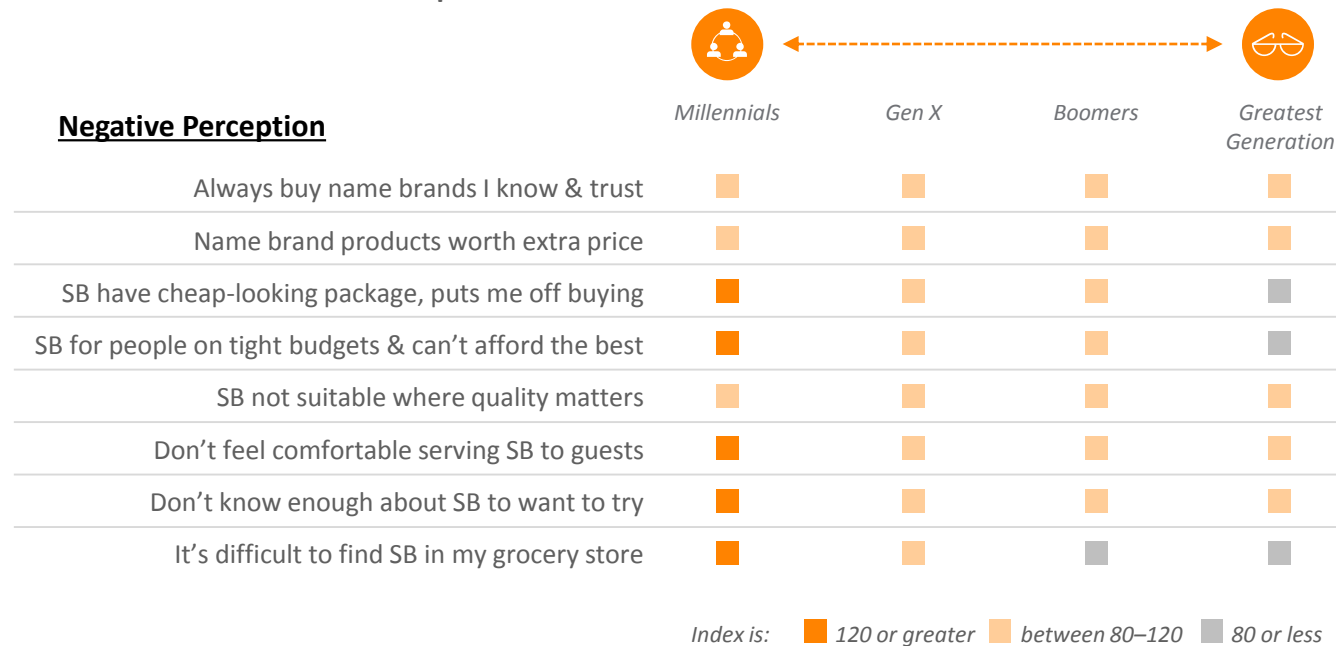 Millennials Gen X Boomers Greatest
Generation
Negative Perception
Always buy name brands I know & trust
Name brand products worth extra price
SB have cheap-looking package, puts me off buying
SB for people on tight budgets & can't afford the best
SB not suitable where quality matters
Don't feel comfortable serving SB to guests
Don't know enough about SB to want to try
It's difficult to find SB in my grocery store
Index is: 120 or greater between 80–120 80 or less